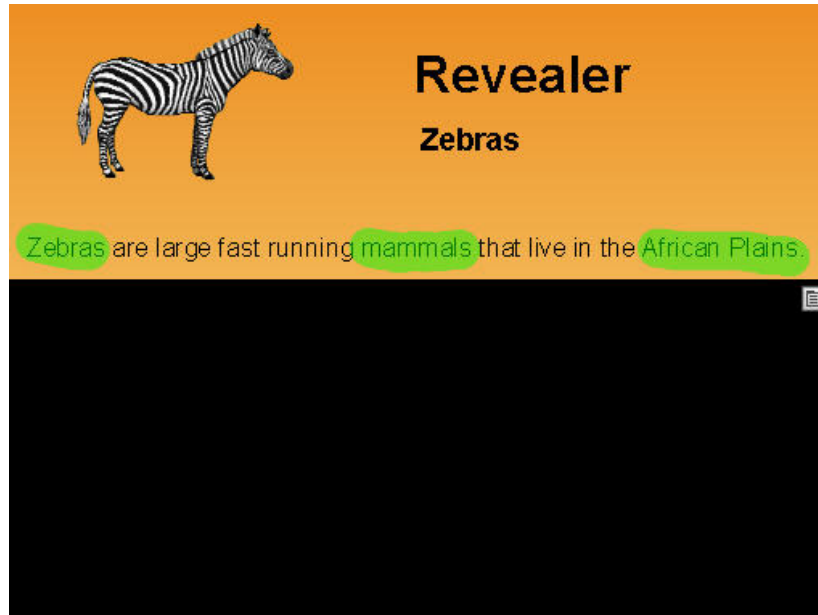 Revealer
Zebras
Zebras are large fast running mammals that live in the African Plains.